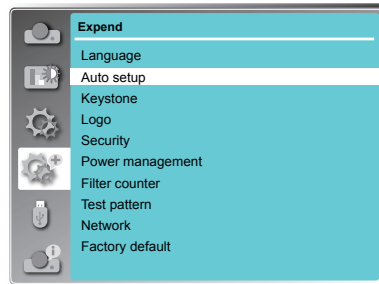 Expend
Language
Auto setup
Keystone
Logo
Security
Power management
Filter counter
Test pattern
Network
Factory default